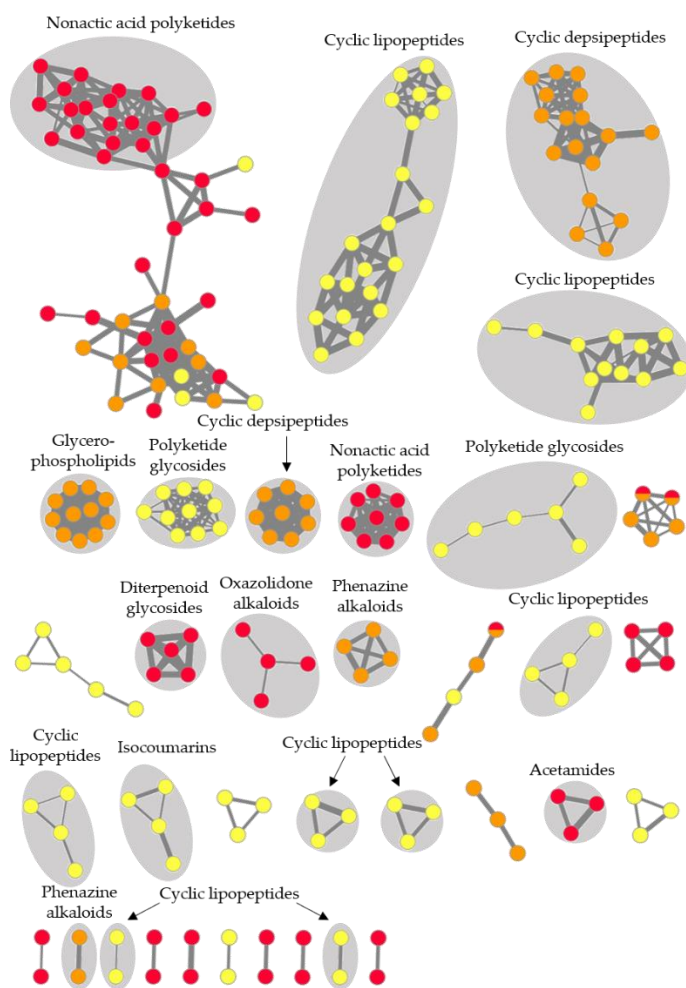 Nonactic acid polyketides
Cyclic lipopeptides
Cyclic depsipeptides
Cyclic lipopeptides
Cyclic depsipeptides
Glycero-
phospholipids
Polyketide
glycosides
Nonactic acid
polyketides
Polyketide glycosides
Diterpenoid
glycosides
Oxazolidone
alkaloids
Phenazine
alkaloids
Cyclic lipopeptides
Cyclic
lipopeptides
Isocoumarins
Cyclic lipopeptides
Acetamides
Phenazine
alkaloids
Cyclic lipopeptides